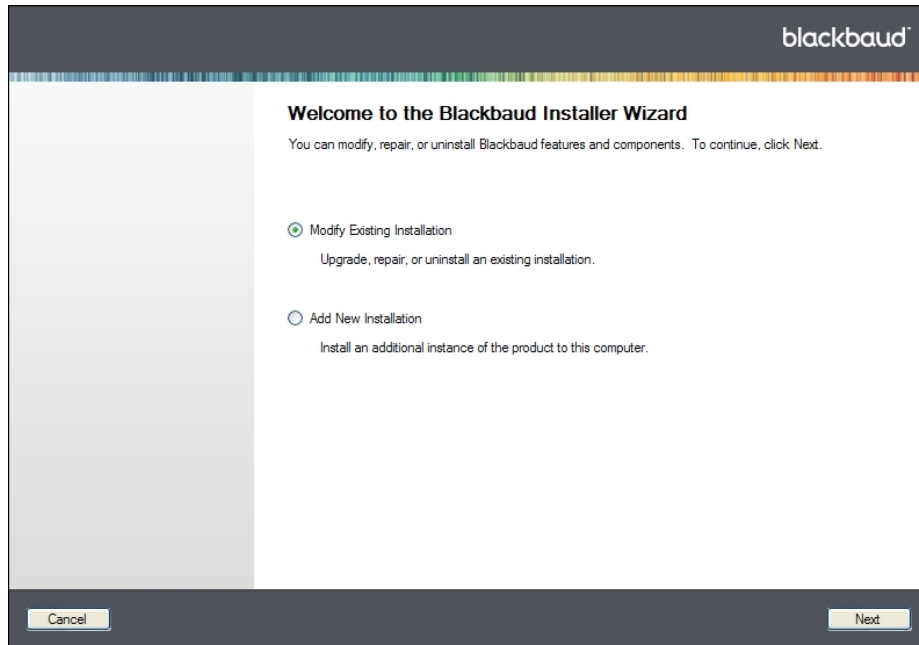 blackbaud
Welcome to the Blackbaud Installer Wizard
You can modify, repair, or uninstall Blackbaud features and components. To continue, click Next.
Modify Existing Installation
Upgrade, repair, or uninstall an existing installation.
Add New Installation
Install an additional instance of the product to this computer.
Cancel
Next